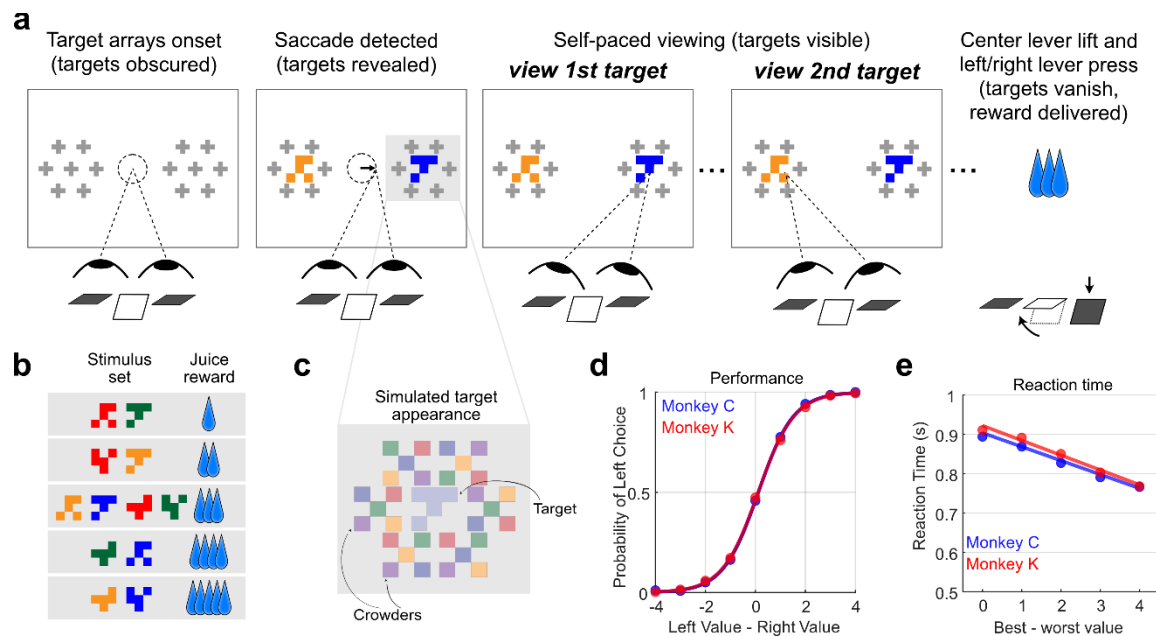 a
Target arrays onset
(targets obscured)
Saccade detected
(targets revealed)
Self-paced viewing (targets visible)
view 1st target
view 2nd target
Center lever lift and
left/right lever press
(targets vanish,
reward delivered)
...
...
b
Stimulus
set
Juice
reward
c
Simulated target
appearance
Target
Crowders
d
Performance
Monkey C
Monkey K
Probability of Left Choice
1
0.5
0
-4
-2
0
2
4
Left Value - Right Value
e
Reaction time
Reaction Time (s)
1
0.9
0.8
0.7
0.6
0.5
Monkey C
Monkey K
0
1
2
3
4
Best - worst value